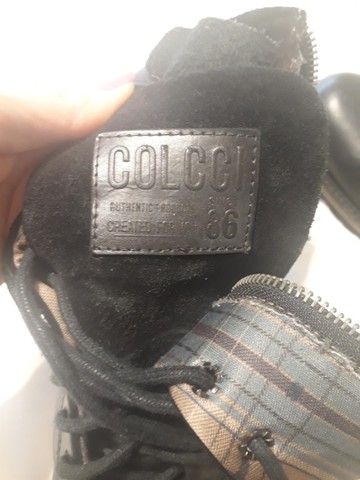 COLCCI
AUTHENTIC PRODUCT
CREATED FOR
86